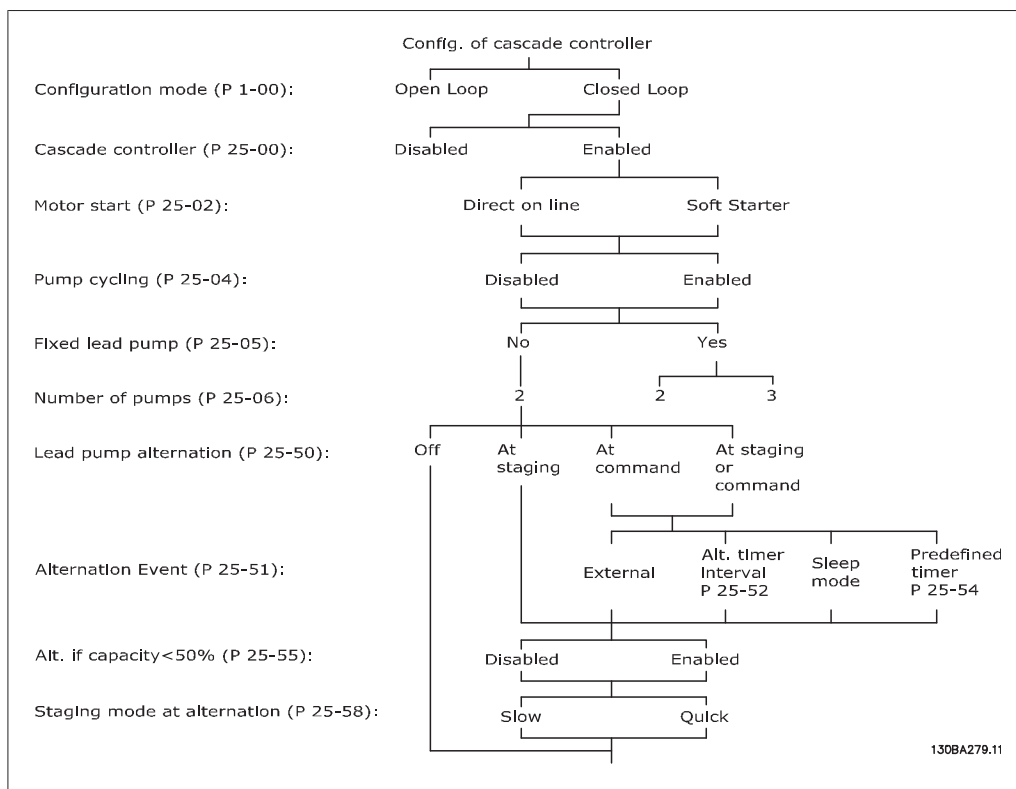 Config. of cascade controller
Configuration mode (P 1-00): Open Loop Closed Loop
Cascade controller (P 25-00): Disabled Enabled
Motor start (P 25-02): Direct on line Soft Starter
Pump cycling (P 25-04): Disabled Enabled
Fixed lead pump (P 25-05): No Yes
Number of pumps (P 25-06): 2 2 3
Lead pump alternation (P 25-50): Off At staging At command At staging or command
Alternation Event (P 25-51): External Alt. timer Interval P 25-52 Sleep mode Predefined timer P 25-54
Alt. if capacity<50% (P 25-55): Disabled Enabled
Staging mode at alternation (P 25-58): Slow Quick
130BA279.11